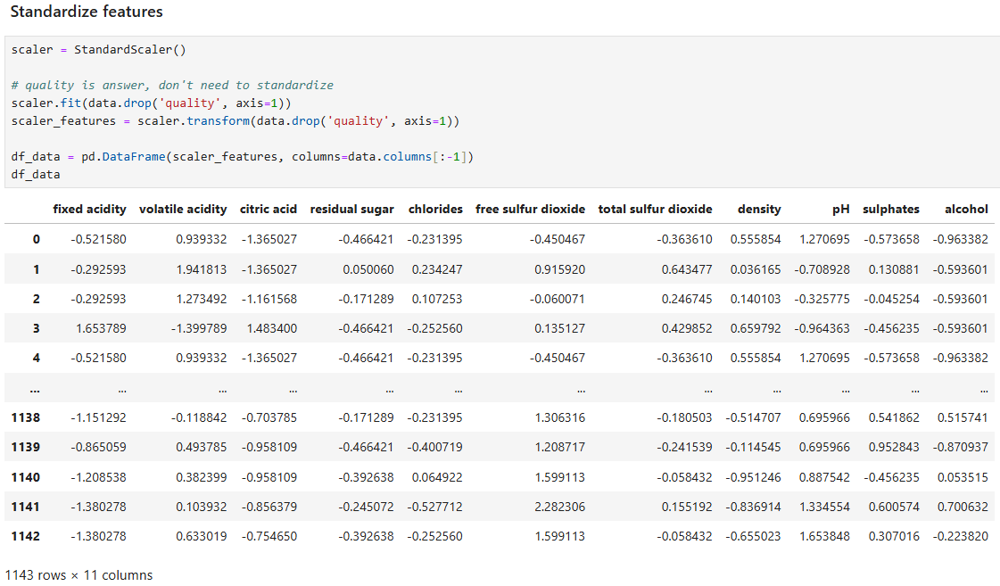 Standardize features
scaler = StandardScaler()
# quality is answer, don't need to standardize
scaler.fit(data.drop('quality', axis=1))
scaler_features = scaler.transform(data.drop('quality', axis=1))
df_data = pd.DataFrame(scaler_features, columns=data.columns[:-1])
df_data
fixed acidity volatile acidity citric acid residual sugar chlorides free sulfur dioxide total sulfur dioxide density pH sulphates alcohol
0 -0.521580 0.939332 -1.365027 -0.466421 -0.231395 -0.450467 -0.363610 0.555854 1.270695 -0.573658 -0.963382
1 -0.292593 1.941813 -1.365027 0.050060 0.234247 0.915920 0.643477 0.036165 -0.708928 0.130881 -0.593601
2 -0.292593 1.273492 -1.161568 -0.171289 0.107253 -0.060071 0.246745 0.140103 -0.325775 -0.045254 -0.593601
3 1.653789 -1.399789 1.483400 -0.466421 -0.252560 0.135127 0.429852 0.659792 -0.964363 -0.456235 -0.593601
4 -0.521580 0.939332 -1.365027 -0.466421 -0.231395 -0.450467 -0.363610 0.555854 1.270695 -0.573658 -0.963382
... ... ... ... ... ... ... ... ... ... ... ...
1138 -1.151292 -0.118842 -0.703785 -0.171289 -0.231395 1.306316 -0.180503 -0.514707 0.695966 0.541862 0.515741
1139 -0.865059 0.493785 -0.958109 -0.466421 -0.400719 1.208717 -0.241539 -0.114545 0.695966 0.952843 -0.870937
1140 -1.208538 0.382399 -0.958109 -0.392638 0.064922 1.599113 -0.058432 -0.951246 0.887542 -0.456235 0.053515
1141 -1.380278 0.103932 -0.856379 -0.245072 -0.527712 2.282306 0.155192 -0.836914 1.334554 0.600574 0.700632
1142 -1.380278 0.633019 -0.754650 -0.392638 -0.252560 1.599113 -0.058432 -0.655023 1.653848 0.307016 -0.223820
1143 rows × 11 columns